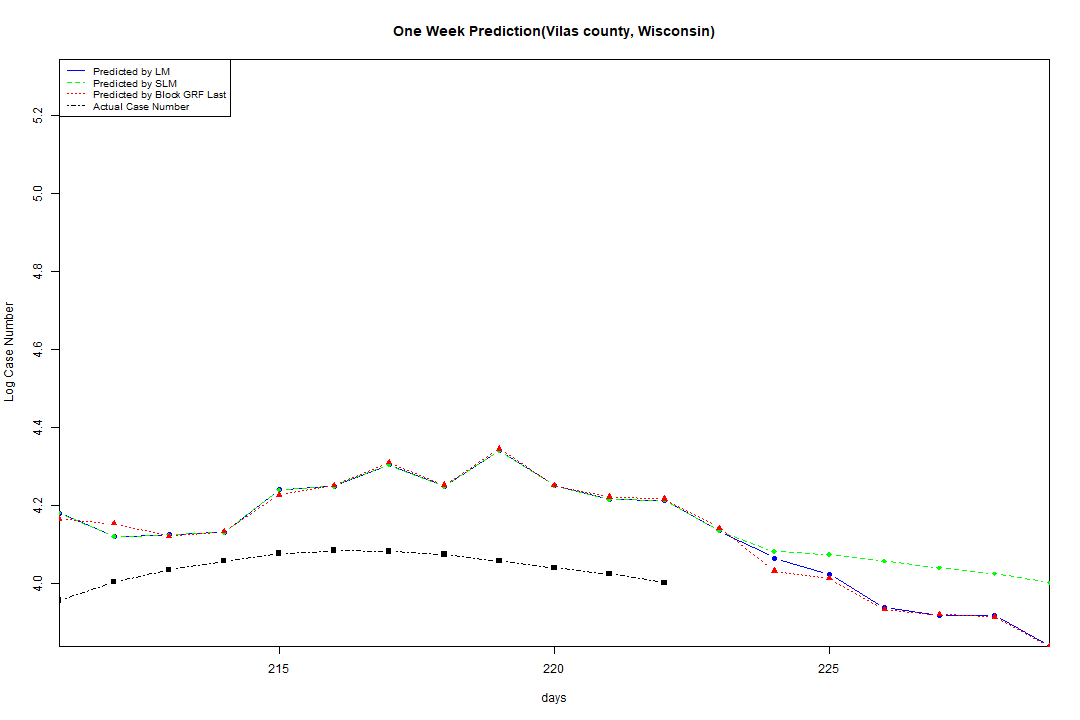 One Week Prediction(Vilas county, Wisconsin)
Predicted by LM
Predicted by SLM
Predicted by Block GRF Last
Actual Case Number
5.2
5.0
4.8
4.6
4.4
4.2
4.0
Log Case Number
215
220
225
days